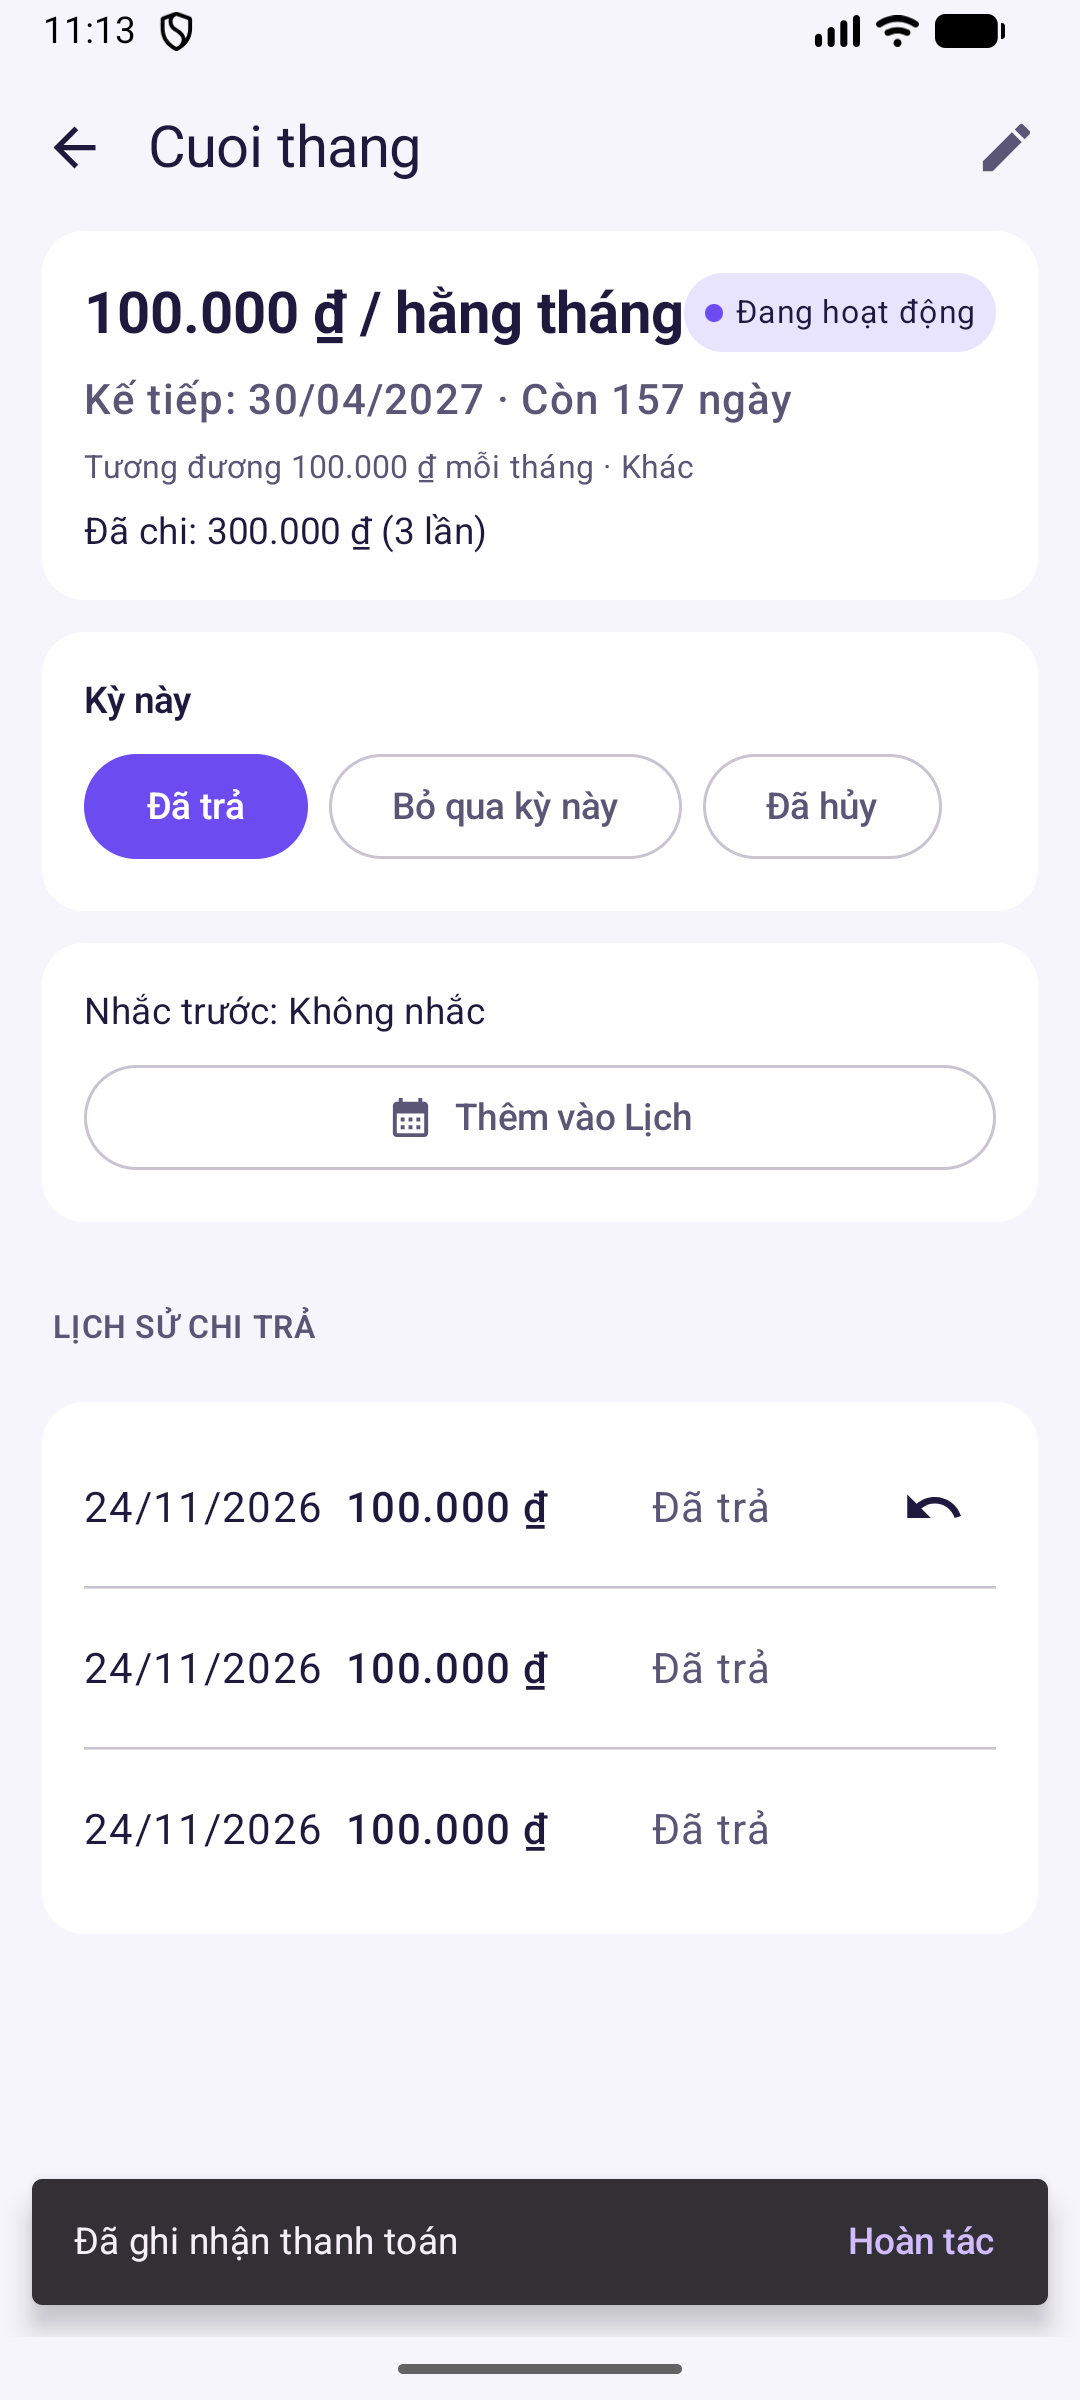 11:13
Cuoi thang
100.000 ₫ / hằng tháng
Đang hoạt động
Kế tiếp: 30/04/2027 · Còn 157 ngày
Tương đương 100.000 ₫ mỗi tháng · Khác
Đã chi: 300.000 ₫ (3 lần)
Kỳ này
Đã trả
Bỏ qua kỳ này
Đã hủy
Nhắc trước: Không nhắc
Thêm vào Lịch
LỊCH SỬ CHI TRẢ
24/11/2026 100.000 ₫ Đã trả
24/11/2026 100.000 ₫ Đã trả
24/11/2026 100.000 ₫ Đã trả
Đã ghi nhận thanh toán
Hoàn tác